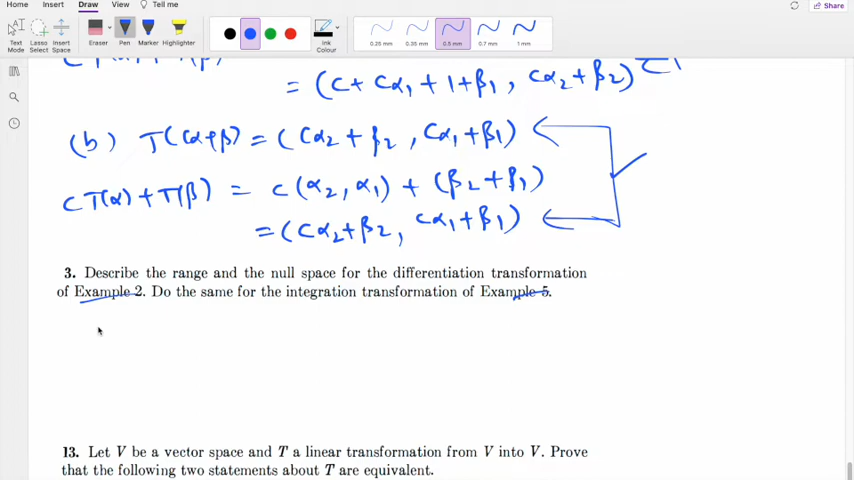 Home Insert Draw View Tell me Share
Text Mode Lasso Select Insert Space Eraser Pen Marker Highlighter Ink Colour 0.25 mm 0.35 mm 0.5 mm 0.7 mm 1 mm
= (C + Cα₁ + 1 + β₁, Cα₂ + β₂)
(b) T(Cα+β) = (Cα₂ + β₂, Cα₁ + β₁)
CT(α) + T(β) = C(α₂, α₁) + (β₂ + β₁)
= (Cα₂ + β₂, Cα₁ + β₁)
3. Describe the range and the null space for the differentiation transformation
of Example 2. Do the same for the integration transformation of Example 5.
13. Let V be a vector space and T a linear transformation from V into V. Prove
that the following two statements about T are equivalent.